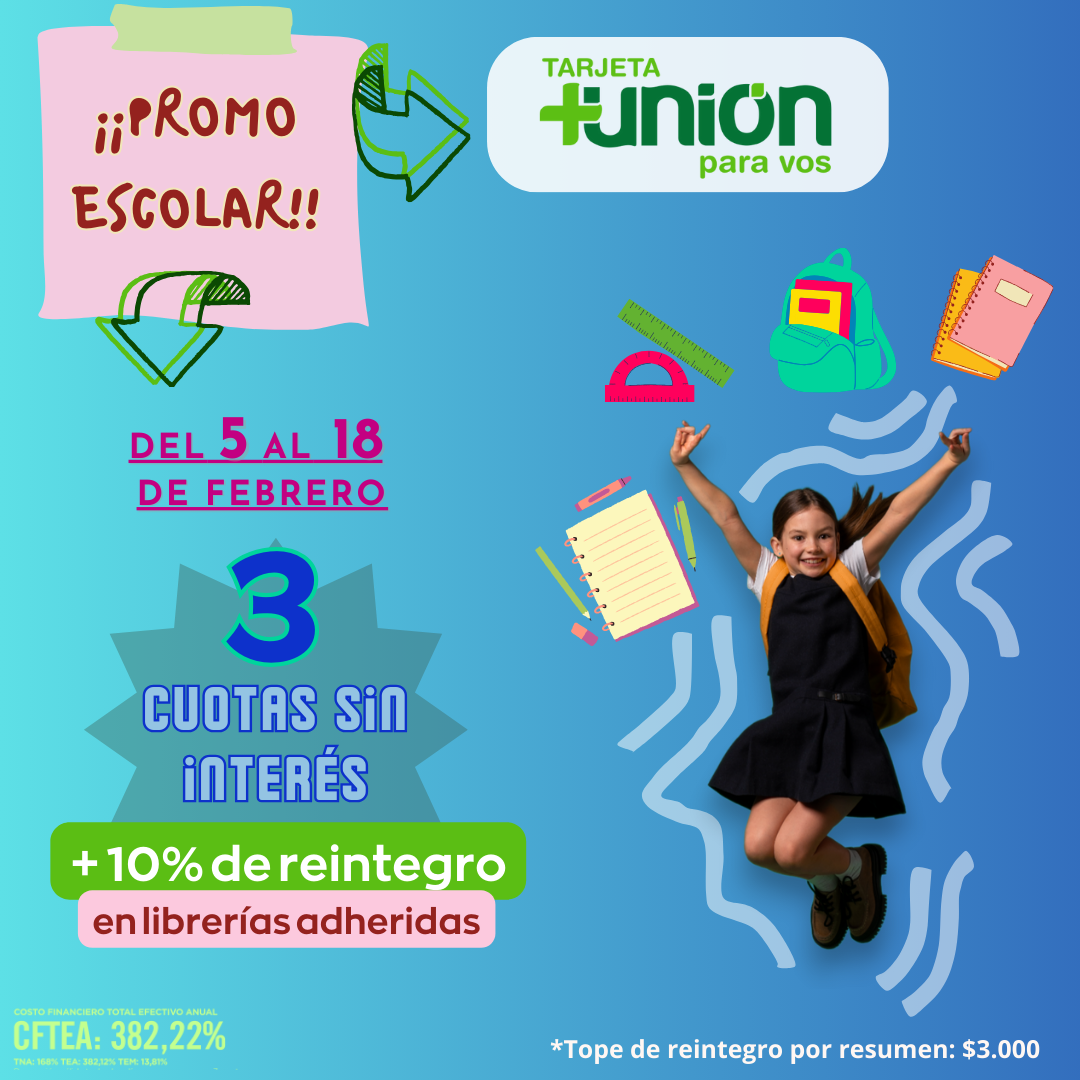 ¡¡PROMO
ESCOLAR!!
TARJETA
+unión
para vos
DEL 5 AL 18
DE FEBRERO
3
CUOTAS SiN
iNTERÉS
+ 10% de reintegro
en librerías adheridas
COSTO FINANCIERO TOTAL EFECTIVO ANUAL
CFTEA: 382,22%
TNA: 168% TEA: 382,12% TEM: 13,81%
*Tope de reintegro por resumen: $3.000